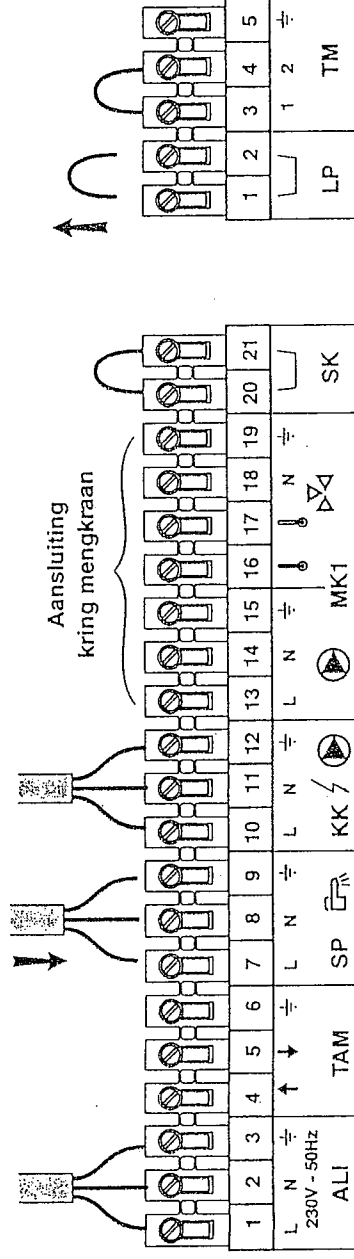 Aansluiting
kring mengkraan
1 2 3 4 5 6 7 8 9 10 11 12 13 14 15 16 17 18 19 20 21
L N L N L N L N N
230V - 50Hz
ALI TAM SP KK MK1 SK
1 2 3 4 5
1 2
LP TM